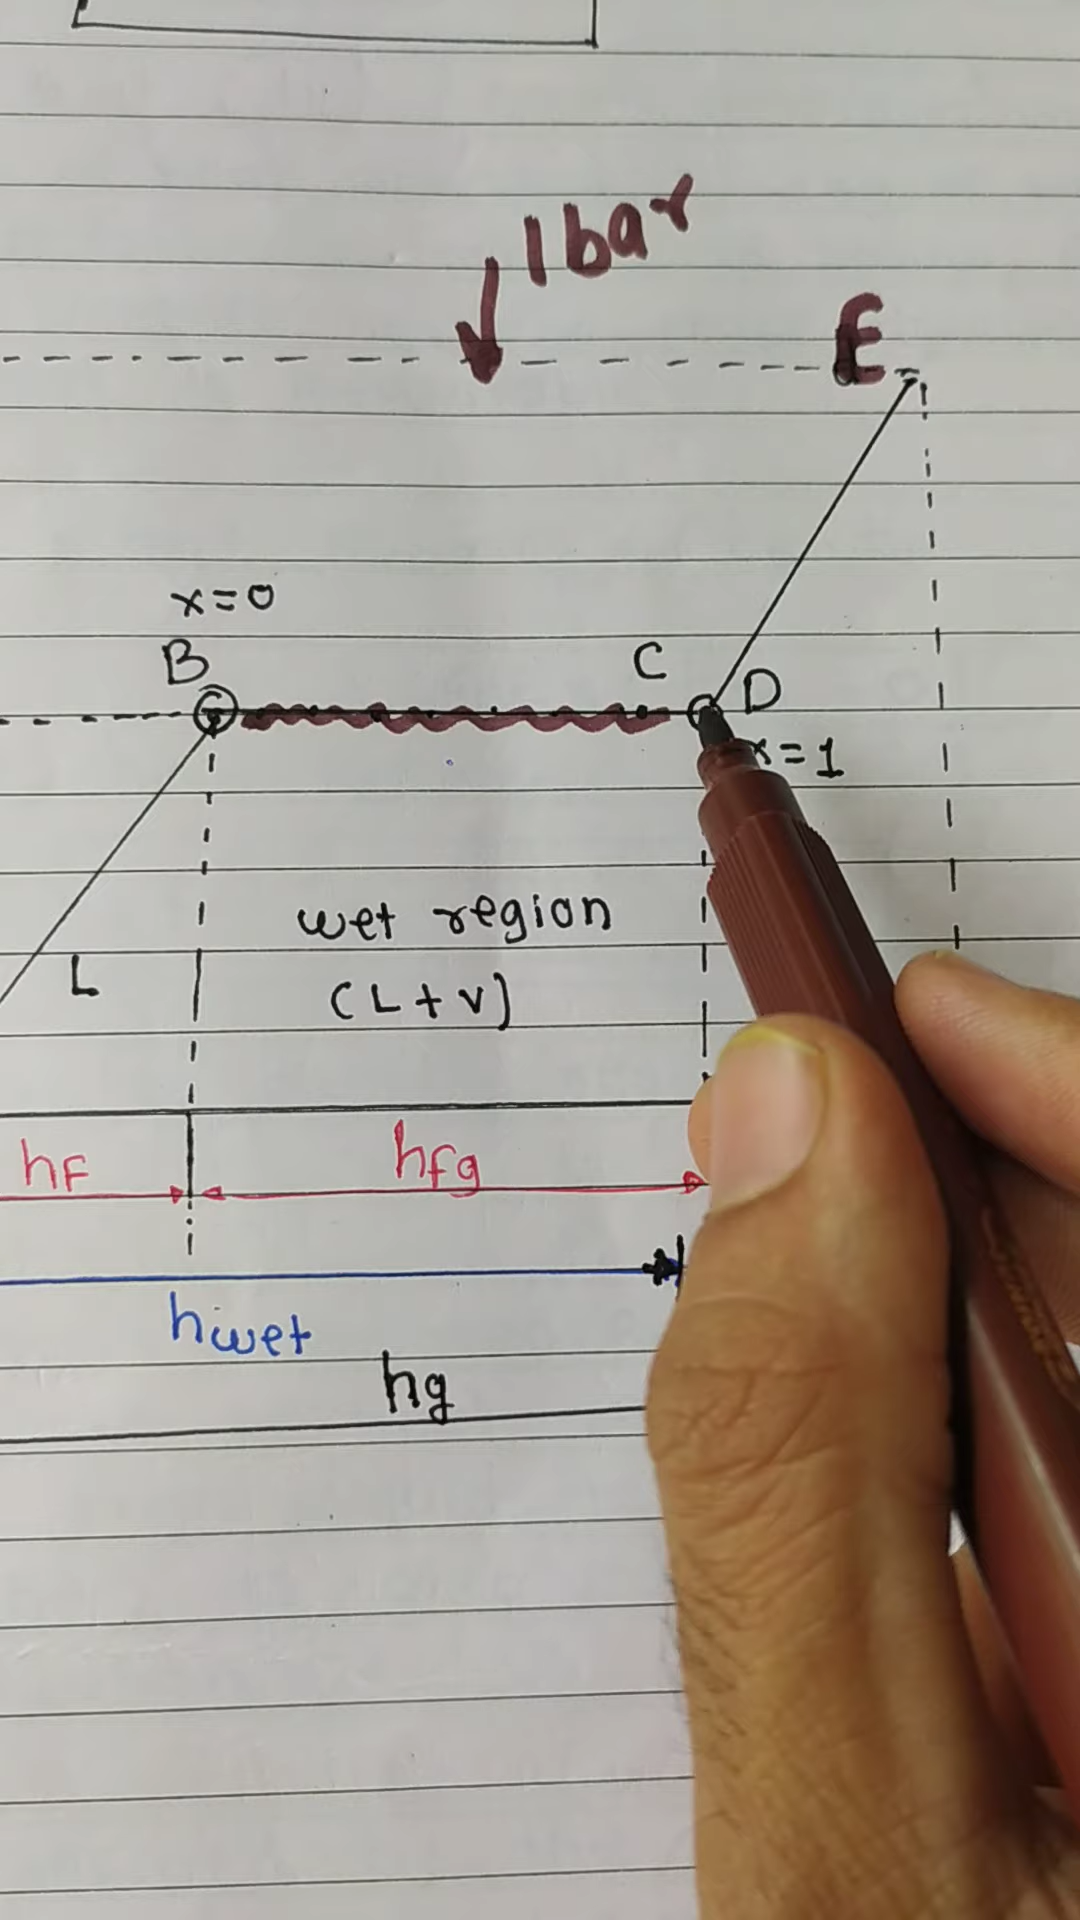 1bar
E
x=0
B
C
D
x=1
wet region
L
(L+V)
hF
hfg
hwet
hg